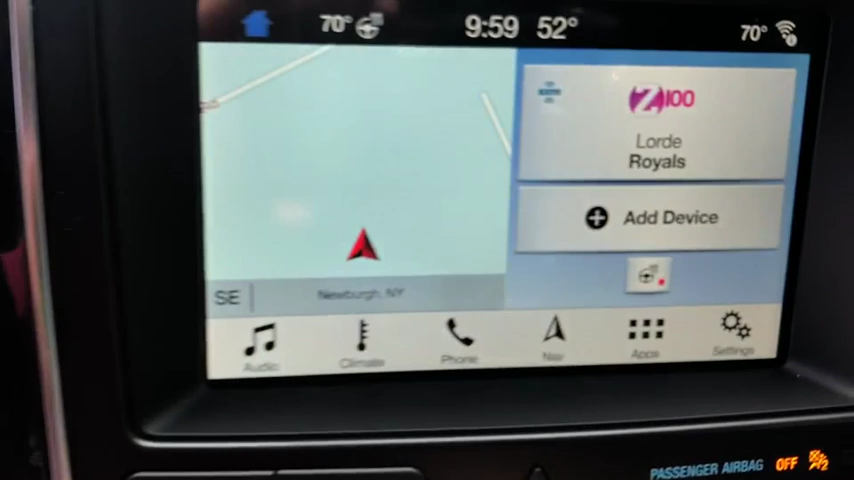 70° 9:59 52° 70°
Z100
Lorde
Royals
Add Device
SE
Newburgh, NY
Audio Climate Phone Nav Apps Settings
PASSENGER AIRBAG OFF